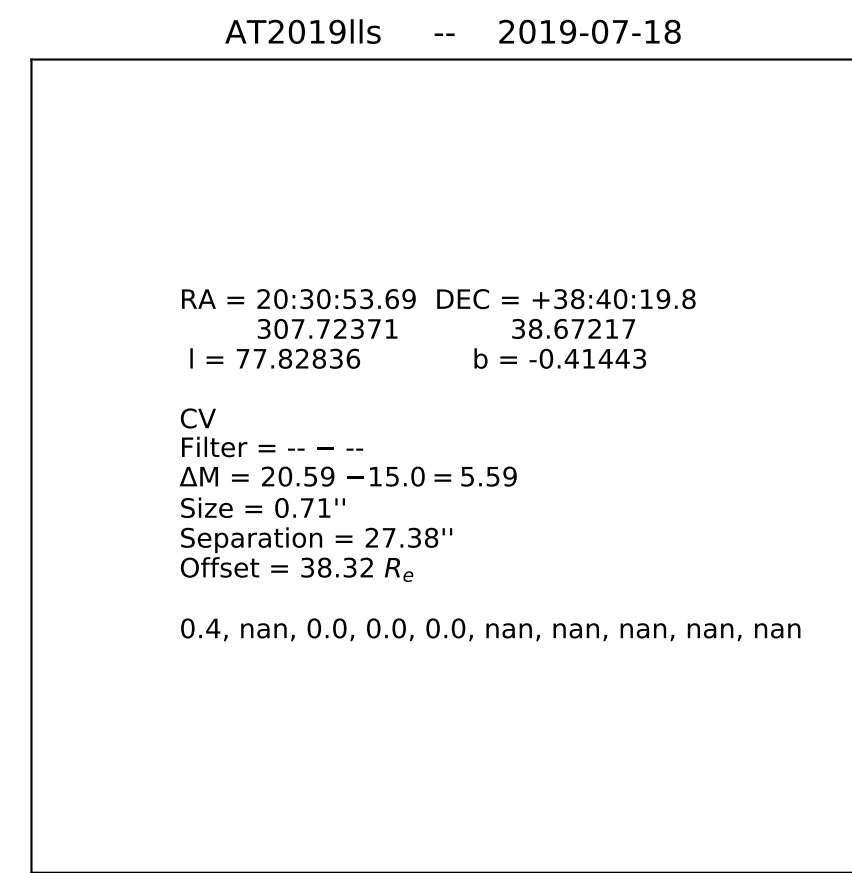 AT2019lls -- 2019-07-18
RA = 20:30:53.69 DEC = +38:40:19.8
307.72371 38.67217
l = 77.82836 b = -0.41443
CV
Filter = -- − --
ΔM = 20.59 −15.0 = 5.59
Size = 0.71''
Separation = 27.38''
Offset = 38.32 Re
0.4, nan, 0.0, 0.0, 0.0, nan, nan, nan, nan, nan